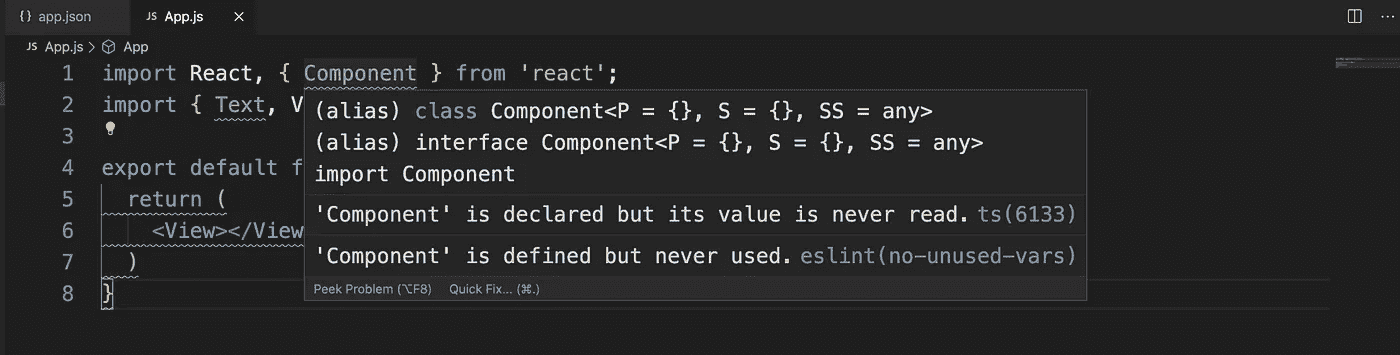 {} app.json JS App.js ×
JS App.js > App
1 import React, { Component } from 'react';
2 import { Text, V
3
4 export default f
5 return (
6 <View></View
7 )
8 }
(alias) class Component<P = {}, S = {}, SS = any>
(alias) interface Component<P = {}, S = {}, SS = any>
import Component
'Component' is declared but its value is never read. ts(6133)
'Component' is defined but never used. eslint(no-unused-vars)
Peek Problem (⌥F8) Quick Fix... (⌘.)